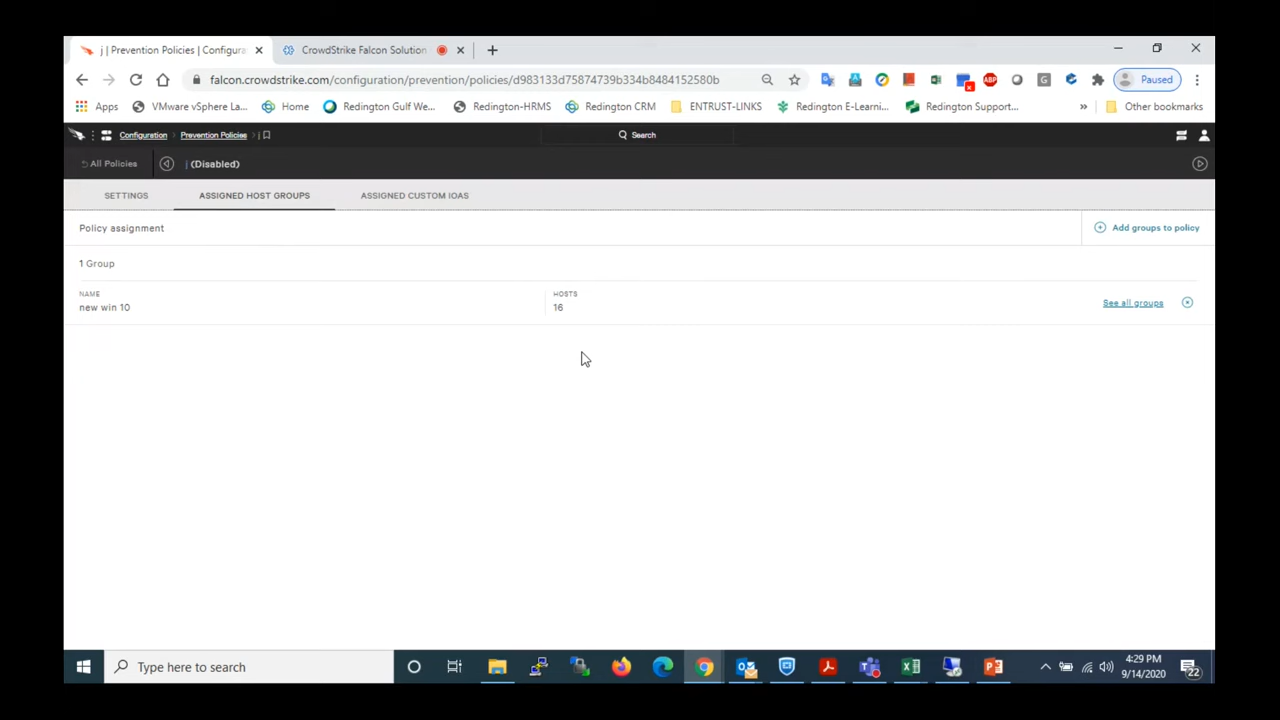 j | Prevention Policies | Configura
CrowdStrike Falcon Solution
falcon.crowdstrike.com/configuration/prevention/policies/d983133d75874739b334b8484152580b
ABP
G
Paused
Apps
VMware vSphere La...
Home
Redington Gulf We...
Redington-HRMS
Redington CRM
ENTRUST-LINKS
Redington E-Learni...
Redington Support...
Other bookmarks
Configuration > Prevention Policies > j
Search
All Policies
j (Disabled)
SETTINGS
ASSIGNED HOST GROUPS
ASSIGNED CUSTOM IOAS
Policy assignment
Add groups to policy
1 Group
NAME
HOSTS
new win 10
16
See all groups
Type here to search
4:29 PM
9/14/2020
22